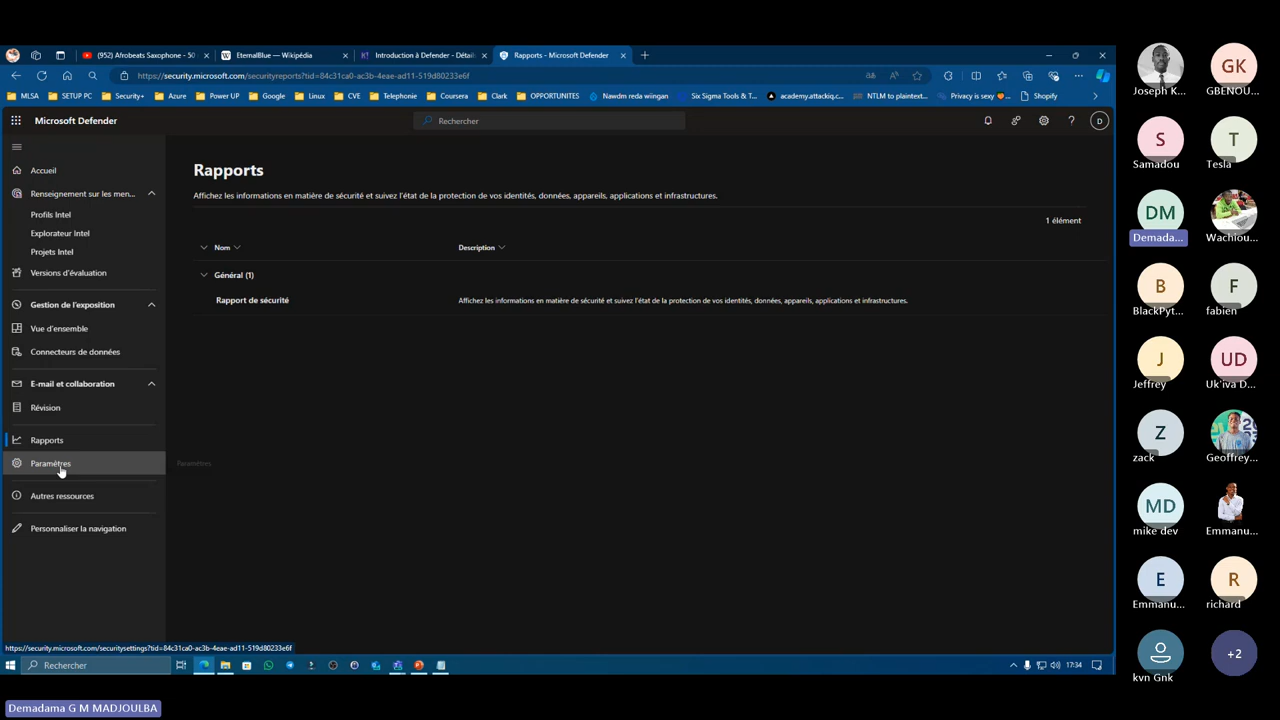 (952) Afrobeats Saxophone - 50
EternalBlue — Wikipédia
Introduction à Defender - Détail
Rapports - Microsoft Defender
https://security.microsoft.com/securityreports?tid=84c31ca0-ac3b-4eae-ad11-519d80233e6f
MLSA
SETUP PC
Security+
Azure
Power UP
Google
Linux
CVE
Telephonie
Coursera
Clark
OPPORTUNITES
Nawdm reda wiingan
Six Sigma Tools & T...
academy.attackiq.c...
NTLM to plaintext...
Privacy is sexy
Shopify
Microsoft Defender
Rechercher
D
Accueil
Renseignement sur les men...
Profils Intel
Explorateur Intel
Projets Intel
Versions d'évaluation
Gestion de l'exposition
Vue d'ensemble
Connecteurs de données
E-mail et collaboration
Révision
Rapports
Paramètres
Autres ressources
Personnaliser la navigation
Paramètres
Rapports
Affichez les informations en matière de sécurité et suivez l'état de la protection de vos identités, données, appareils, applications et infrastructures.
1 élément
Nom
Description
Général (1)
Rapport de sécurité
Affichez les informations en matière de sécurité et suivez l'état de la protection de vos identités, données, appareils, applications et infrastructures.
https://security.microsoft.com/securitysettings?tid=84c31ca0-ac3b-4eae-ad11-519d80233e6f
Rechercher
17:34
Demadama G M MADJOULBA
Joseph K...
GK
GBENOU...
S
Samadou
T
Tesla
DM
Demada...
Wachiou...
B
BlackPyt...
F
fabien
J
Jeffrey
UD
Uk'iva D...
Z
zack
Geoffrey...
MD
mike dev
Emmanu...
E
Emmanu...
R
richard
kvn Gnk
+2